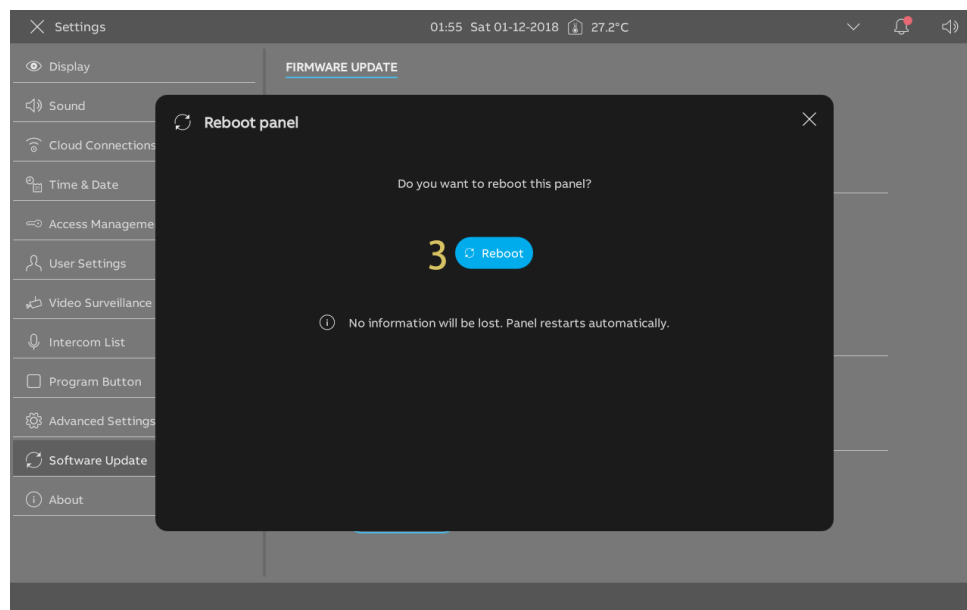 Settings
01:55 Sat 01-12-2018 27.2°C
Display
FIRMWARE UPDATE
Sound
Reboot panel
Cloud Connections
Do you want to reboot this panel?
Time & Date
Access Manageme
3 Reboot
User Settings
Video Surveillance
No information will be lost. Panel restarts automatically.
Intercom List
Program Button
Advanced Settings
Software Update
About